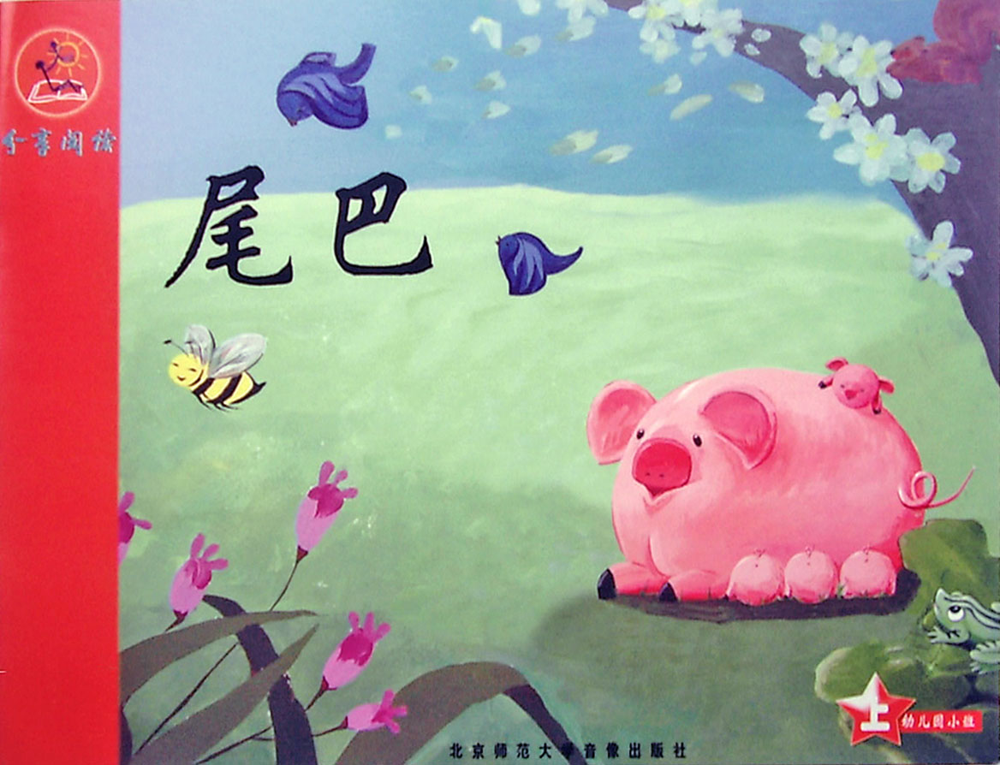 分享阅读
尾巴
上
幼儿园小班
北京师范大学音像出版社